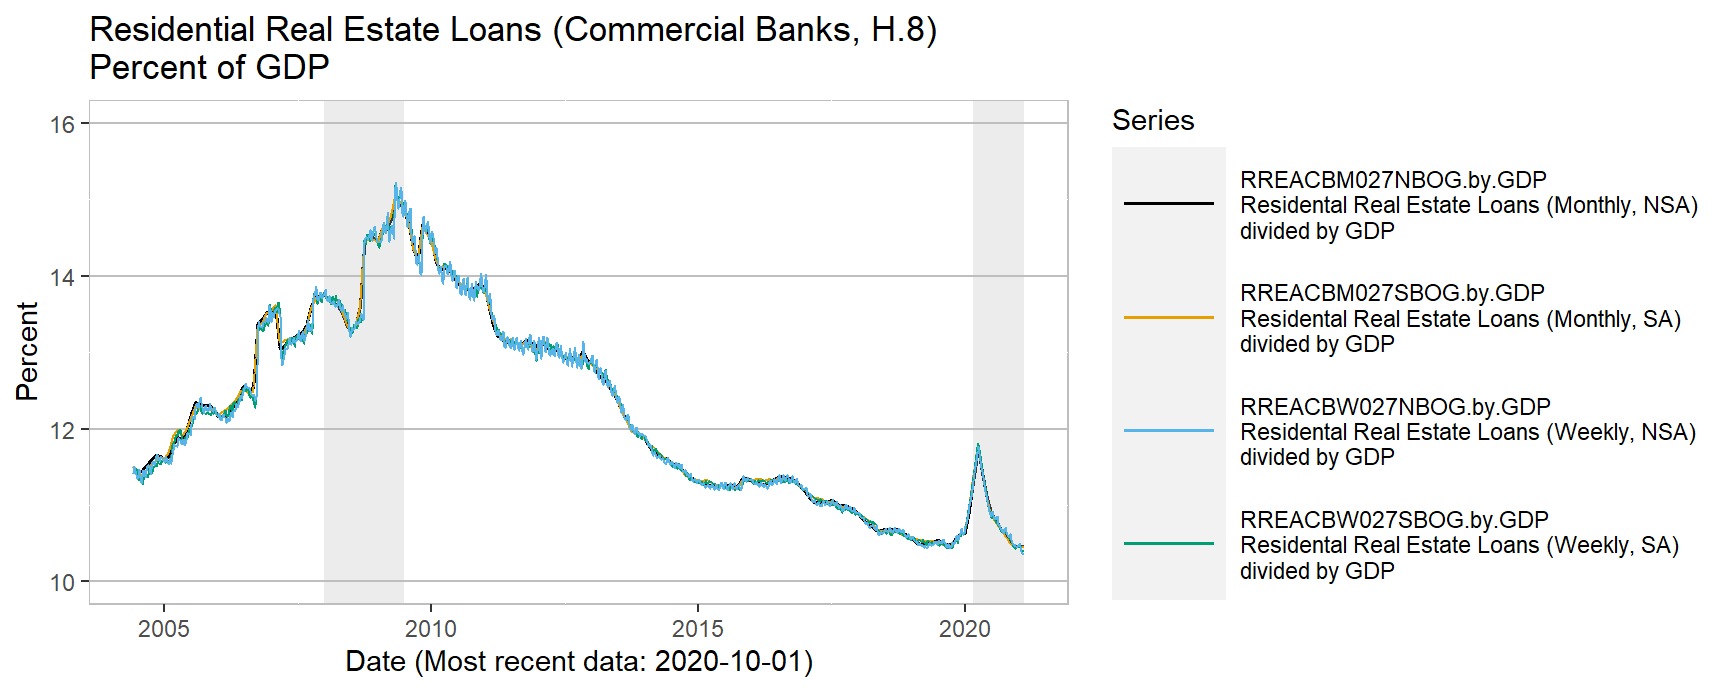 Residential Real Estate Loans (Commercial Banks, H.8)
Percent of GDP
16
14
12
10
Percent
2005
2010
2015
2020
Date (Most recent data: 2020-10-01)
Series
RREACBM027NBOG.by.GDP
Residental Real Estate Loans (Monthly, NSA)
divided by GDP
RREACBM027SBOG.by.GDP
Residental Real Estate Loans (Monthly, SA)
divided by GDP
RREACBW027NBOG.by.GDP
Residental Real Estate Loans (Weekly, NSA)
divided by GDP
RREACBW027SBOG.by.GDP
Residental Real Estate Loans (Weekly, SA)
divided by GDP